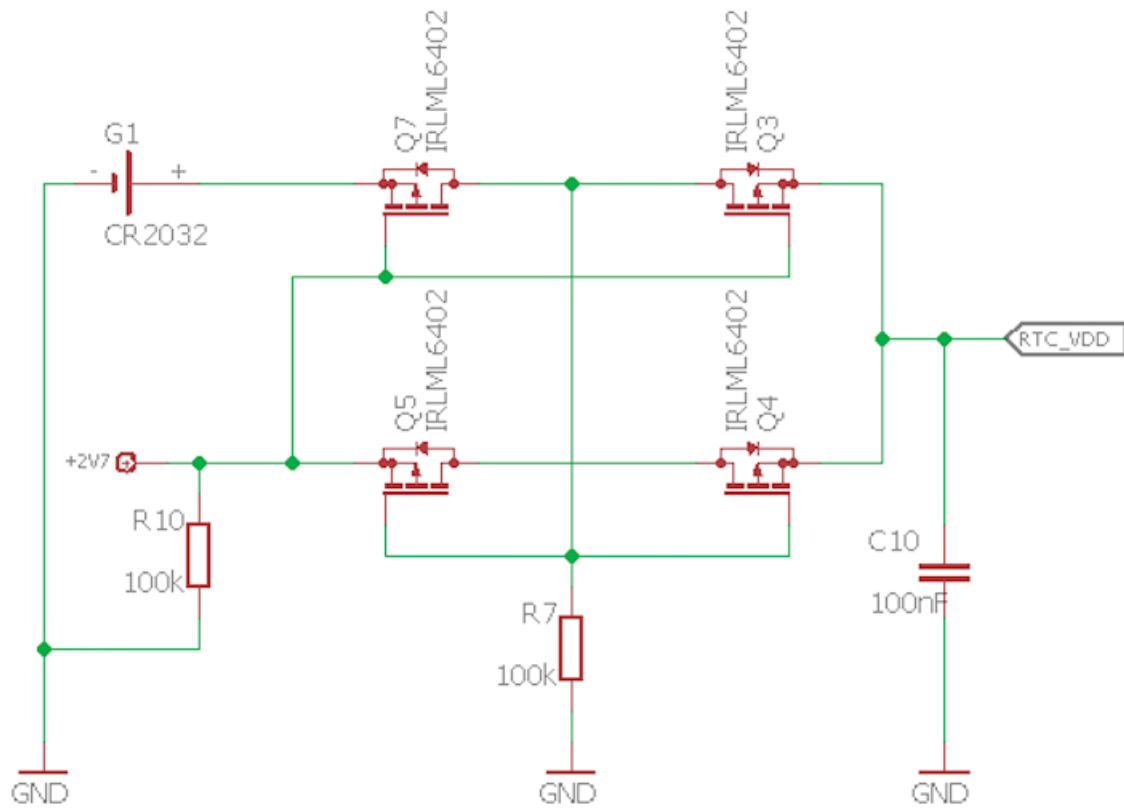 G1
-
+
CR2032
Q7
IRLML6402
IRLML6402
Q3
RTC_VDD
Q5
IRLML6402
IRLML6402
Q4
+2V7
R10
100k
R7
100k
C10
100nF
GND
GND
GND